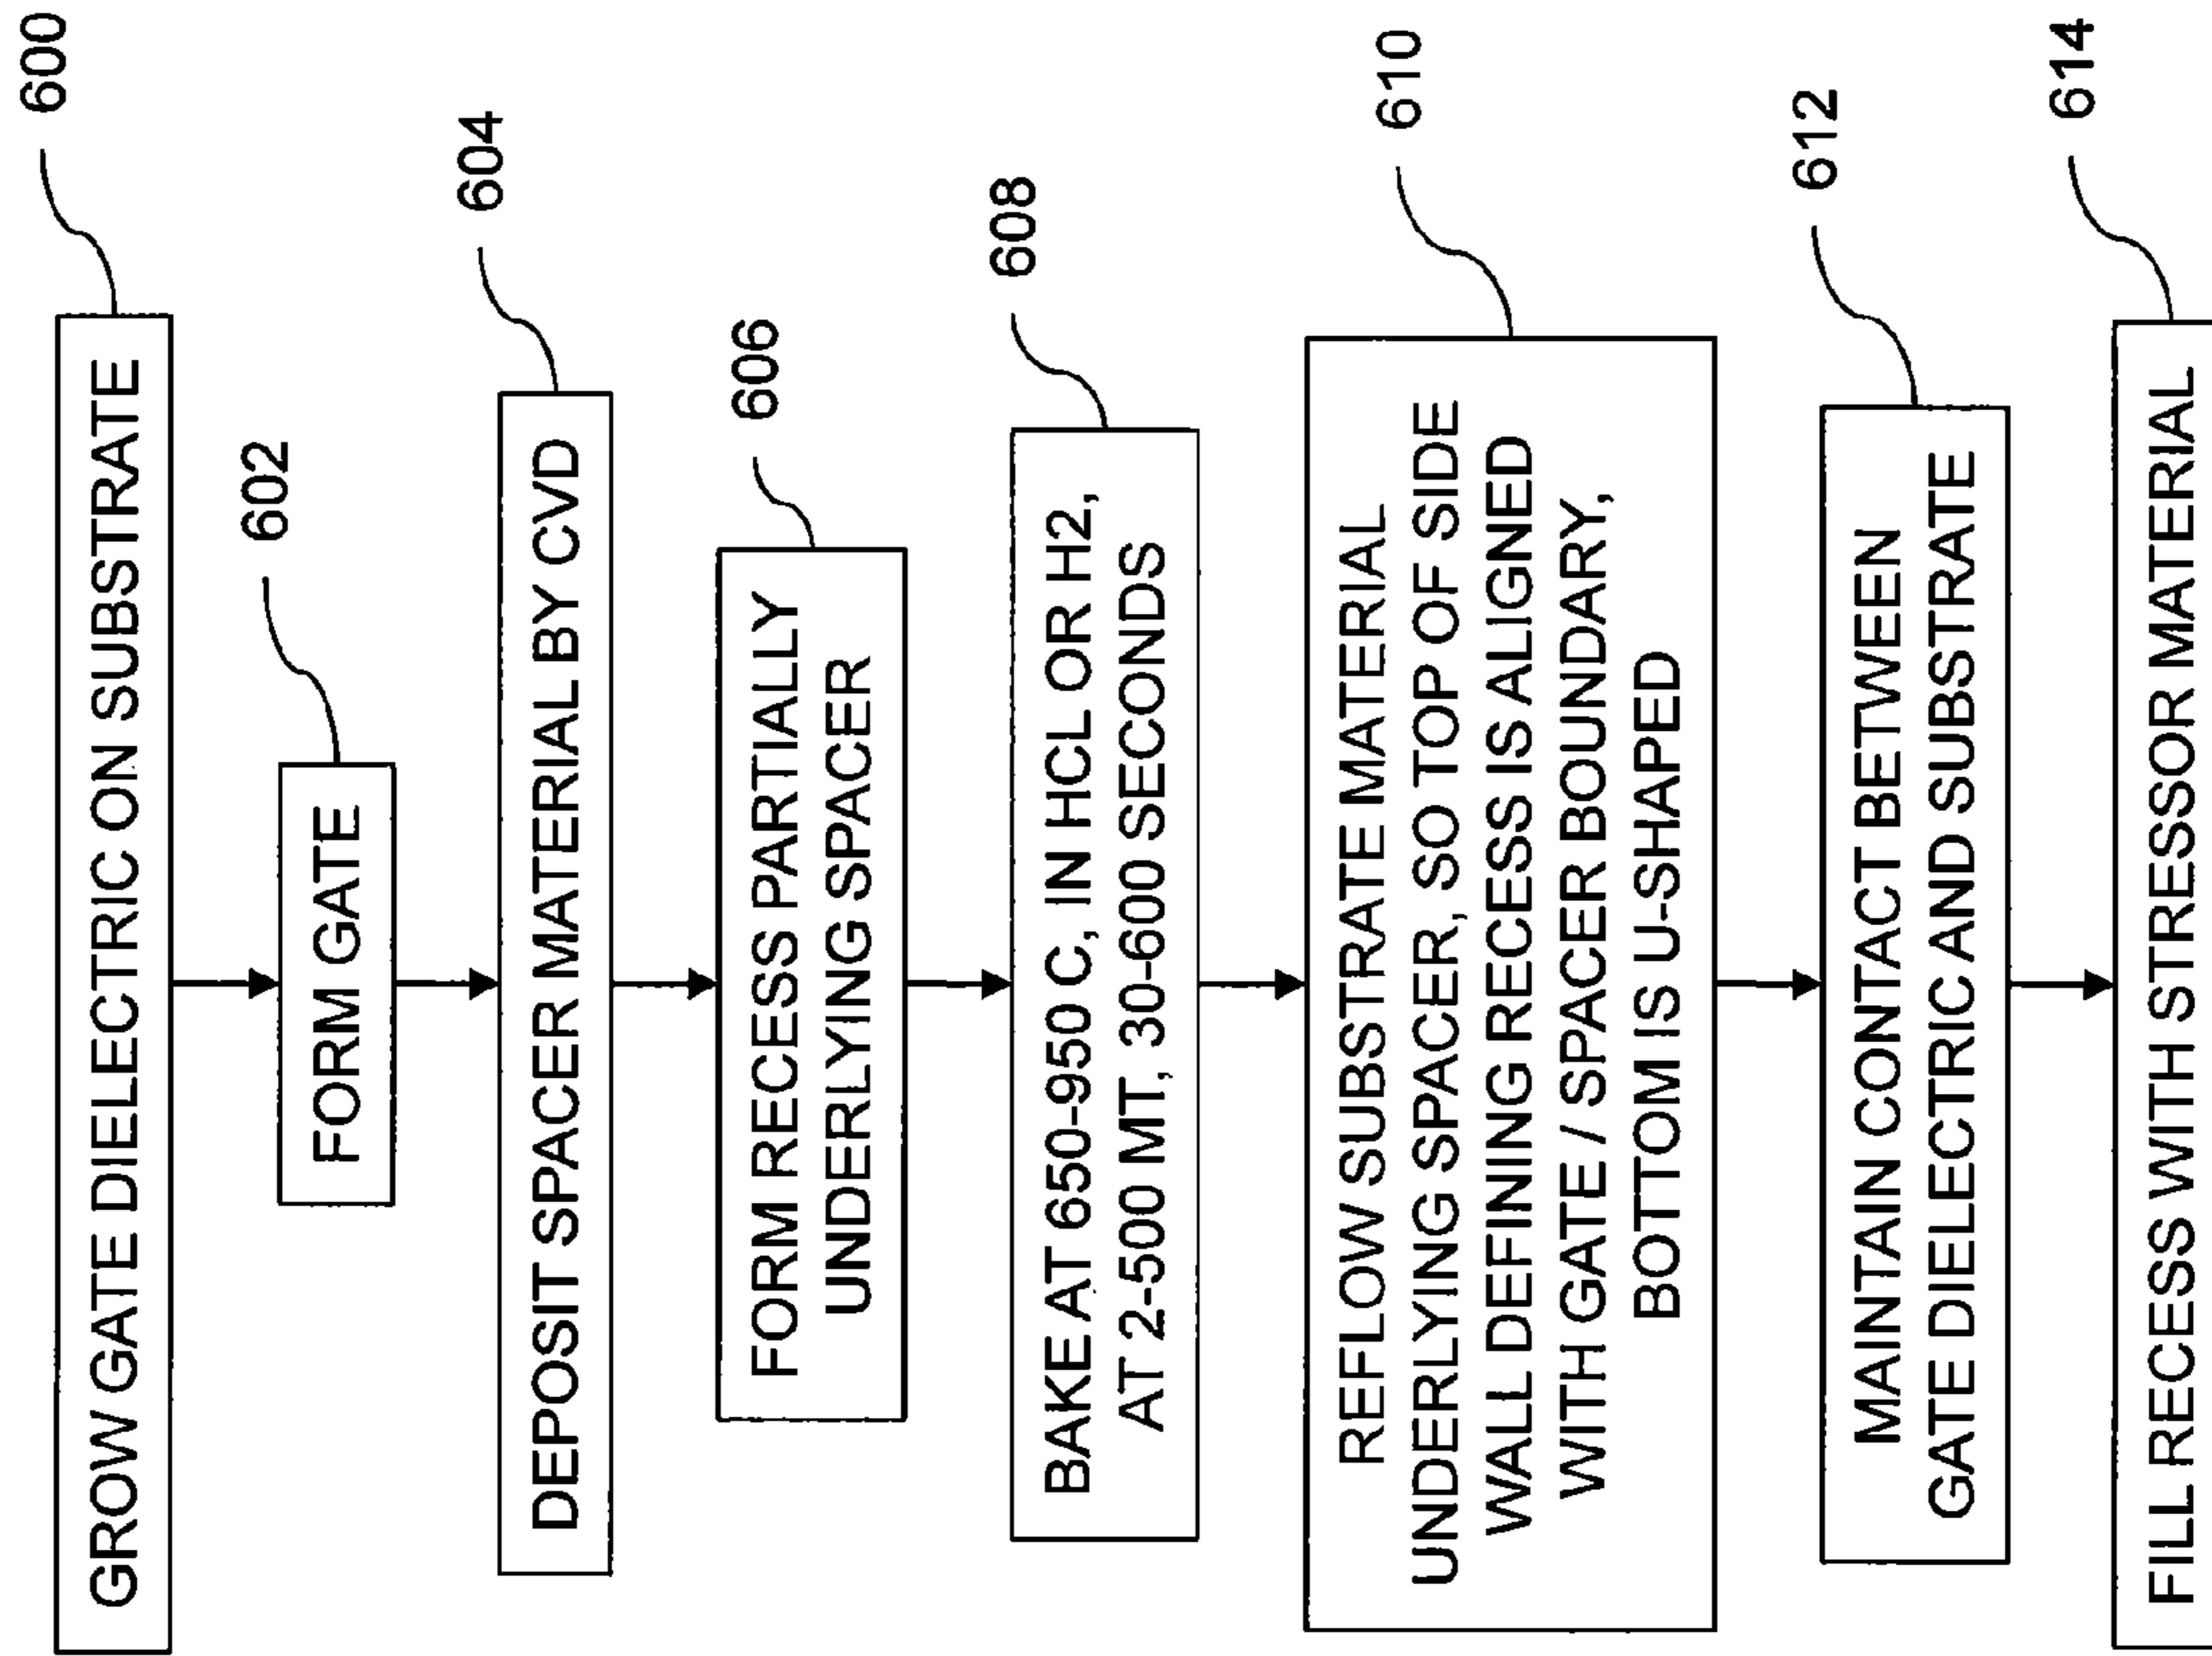 GROW GATE DIELECTRIC ON SUBSTRATE
600
FORM GATE
602
DEPOSIT SPACER MATERIAL BY CVD
604
FORM RECESS PARTIALLY
UNDERLYING SPACER
606
BAKE AT 650-950 C, IN HCL OR H2,
AT 2-500 MT, 30-600 SECONDS
608
REFLOW SUBSTRATE MATERIAL
UNDERLYING SPACER, SO TOP OF SIDE
WALL DEFINING RECESS IS ALIGNED
WITH GATE / SPACER BOUNDARY,
BOTTOM IS U-SHAPED
610
MAINTAIN CONTACT BETWEEN
GATE DIELECTRIC AND SUBSTRATE
612
FILL RECESS WITH STRESSOR MATERIAL
614